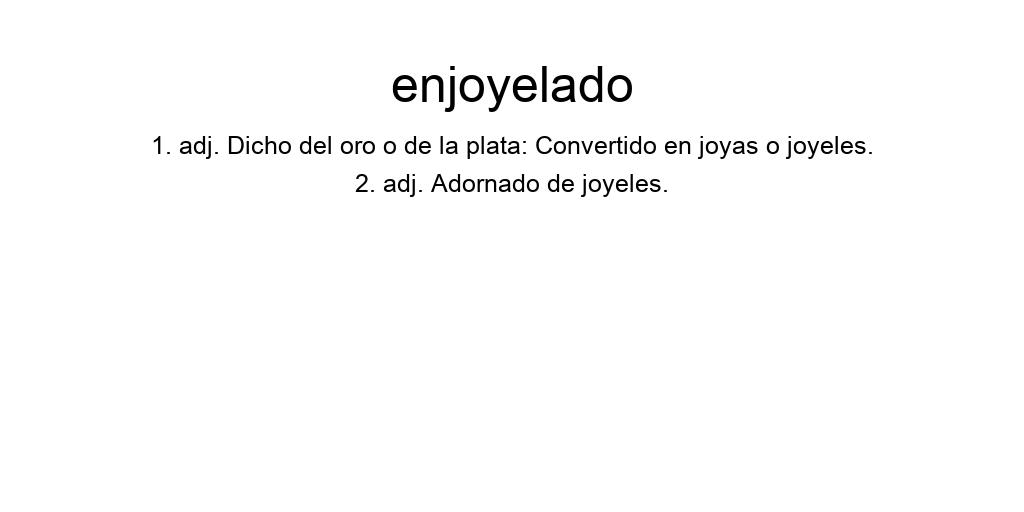 enjoyelado
1. adj. Dicho del oro o de la plata: Convertido en joyas o joyeles.
2. adj. Adornado de joyeles.